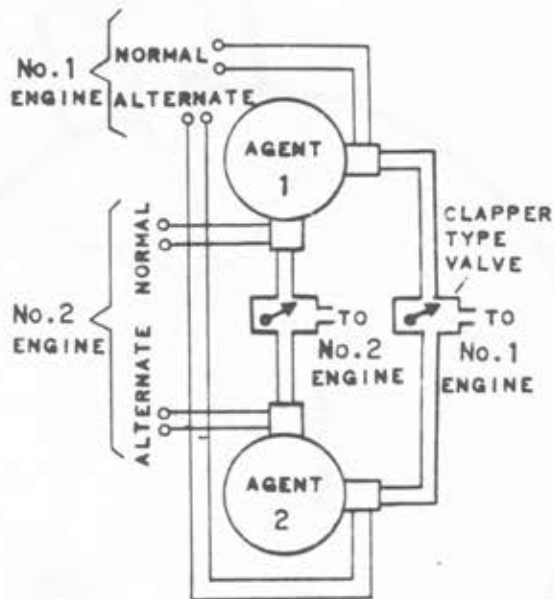 No.1
ENGINE
NORMAL
ALTERNATE
AGENT
1
No.2
ENGINE
NORMAL
ALTERNATE
CLAPPER
TYPE
VALVE
TO
No.2
ENGINE
TO
No.1
ENGINE
AGENT
2